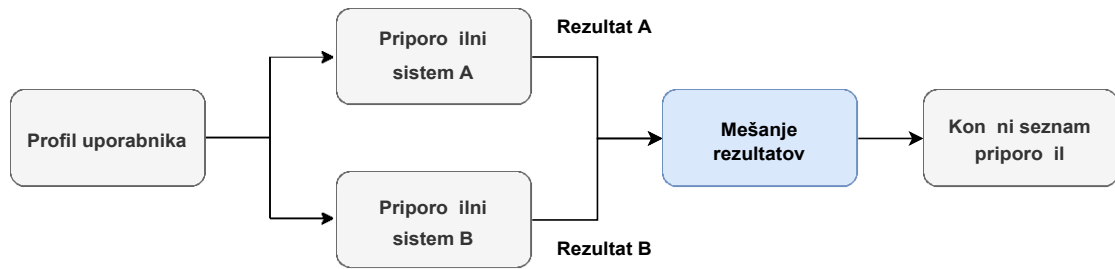 Rezultat A
Priporo ilni
sistem A
Profil uporabnika
Mešanje
rezultatov
Kon ni seznam
priporo il
Priporo ilni
sistem B
Rezultat B